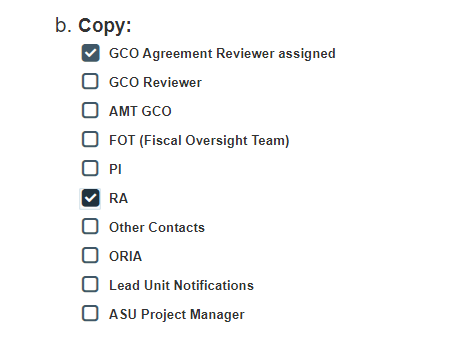 b. Copy:
GCO Agreement Reviewer assigned
GCO Reviewer
AMT GCO
FOT (Fiscal Oversight Team)
PI
RA
Other Contacts
ORIA
Lead Unit Notifications
ASU Project Manager